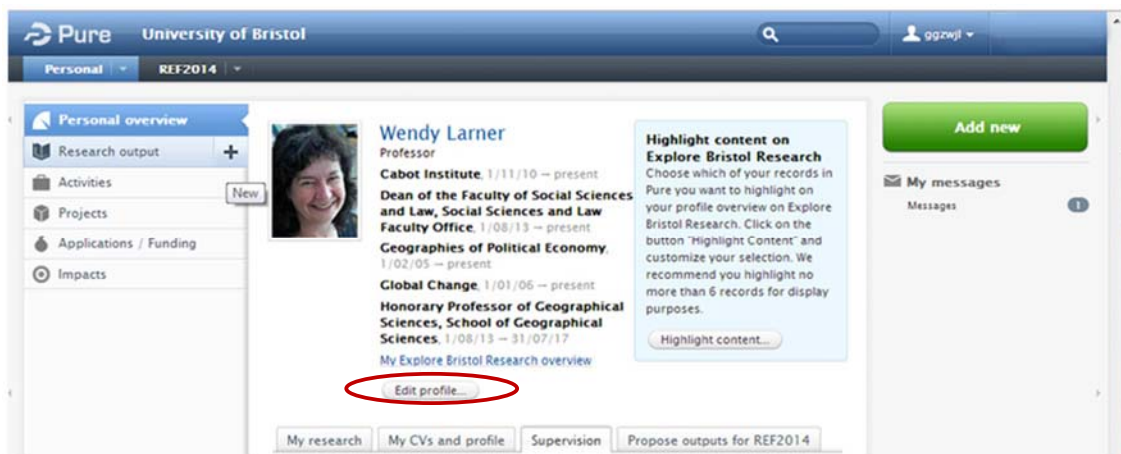 Pure University of Bristol
ggzwjl
Personal REF2014
Personal overview
Research output
New
Activities
Projects
Applications / Funding
Impacts
Wendy Larner
Professor
Cabot Institute, 1/11/10 – present
Dean of the Faculty of Social Sciences
and Law, Social Sciences and Law
Faculty Office, 1/08/13 – present
Geographies of Political Economy,
1/02/05 – present
Global Change, 1/01/06 – present
Honorary Professor of Geographical
Sciences, School of Geographical
Sciences, 1/08/13 – 31/07/17
My Explore Bristol Research overview
Edit profile...
Highlight content on
Explore Bristol Research
Choose which of your records in
Pure you want to highlight on
your profile overview on Explore
Bristol Research. Click on the
button "Highlight Content" and
customize your selection. We
recommend you highlight no
more than 6 records for display
purposes.
Highlight content...
Add new
My messages
Messages 1
My research My CVs and profile Supervision Propose outputs for REF2014